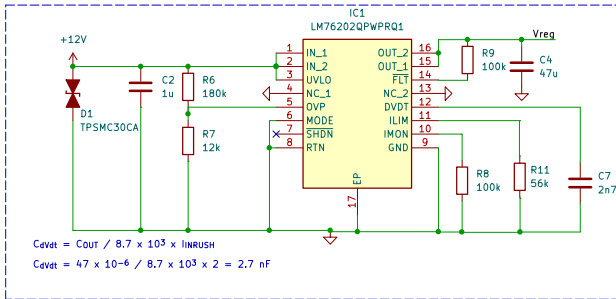 IC1
LM76202QPWPRQ1
+12V
Vreg
1 IN_1
2 IN_2
3 UVLO
4 NC_1
5 OVP
6 MODE
7 SHDN
8 RTN
OUT_2 16
OUT_1 15
FLT 14
NC_2 13
DVDT 12
ILIM 11
IMON 10
GND 9
EP
17
D1
TPSMC30CA
C2
1u
R6
180k
R7
12k
R9
100k
C4
47u
R8
100k
R11
56k
C7
2n7
CdVdt = COUT / 8.7 x 10³ x IINRUSH
CdVdt = 47 x 10⁻⁶ / 8.7 x 10³ x 2 = 2.7 nF